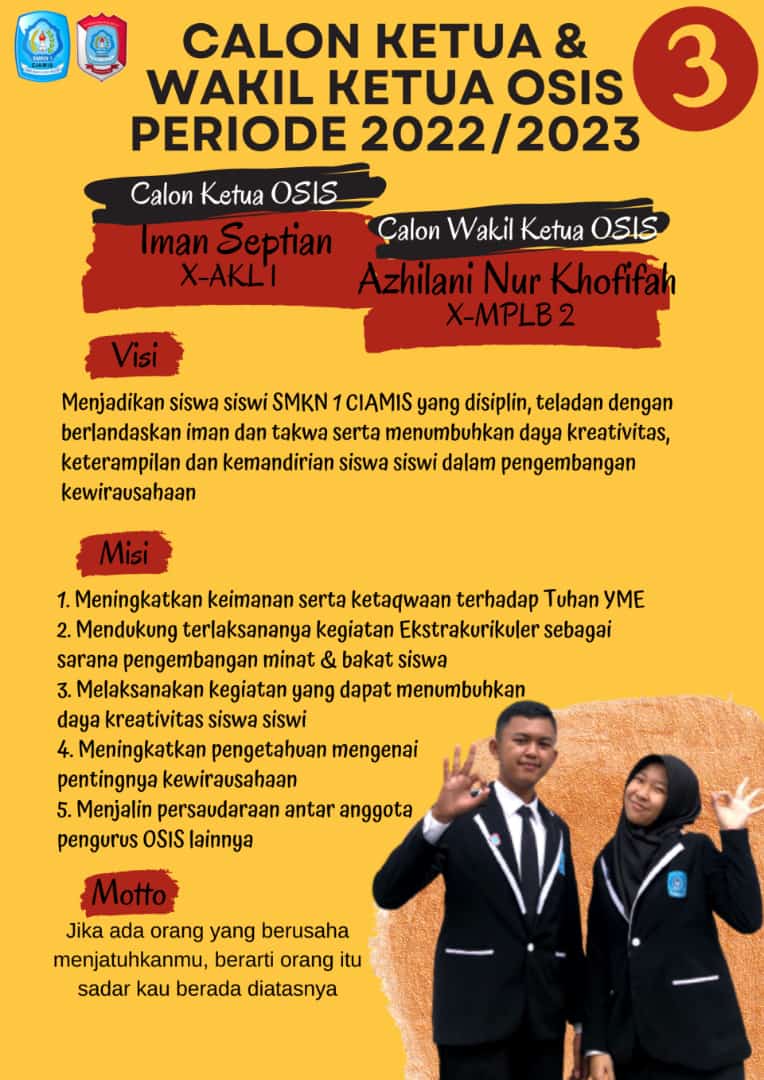 SMKN 1
CIAMIS
CALON KETUA &
WAKIL KETUA OSIS
PERIODE 2022/2023
3
Calon Ketua OSIS
Iman Septian
X-AKL 1
Calon Wakil Ketua OSIS
Azhilani Nur Khofifah
X-MPLB 2
Visi
Menjadikan siswa siswi SMKN 1 CIAMIS yang disiplin, teladan dengan
berlandaskan iman dan takwa serta menumbuhkan daya kreativitas,
keterampilan dan kemandirian siswa siswi dalam pengembangan
kewirausahaan
Misi
1. Meningkatkan keimanan serta ketaqwaan terhadap Tuhan YME
2. Mendukung terlaksananya kegiatan Ekstrakurikuler sebagai
sarana pengembangan minat & bakat siswa
3. Melaksanakan kegiatan yang dapat menumbuhkan
daya kreativitas siswa siswi
4. Meningkatkan pengetahuan mengenai
pentingnya kewirausahaan
5. Menjalin persaudaraan antar anggota
pengurus OSIS lainnya
Motto
Jika ada orang yang berusaha
menjatuhkanmu, berarti orang itu
sadar kau berada diatasnya